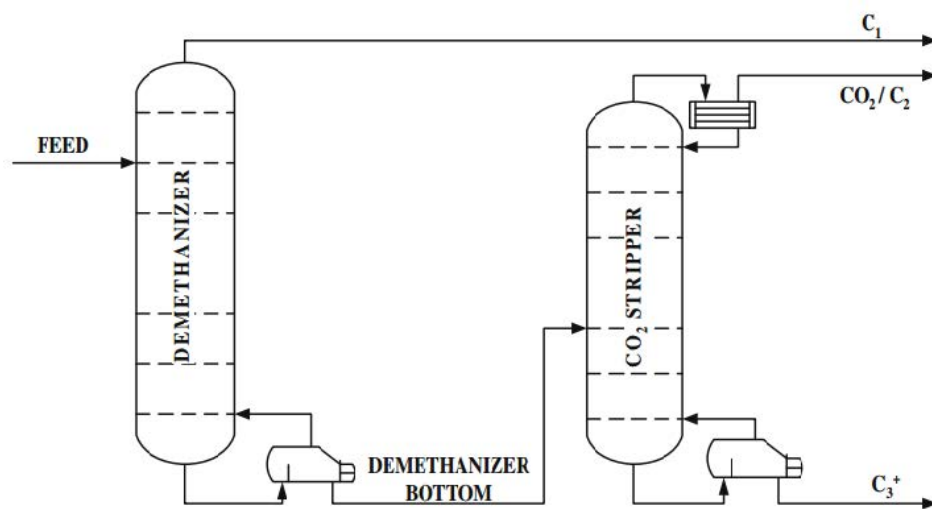 C₁
CO₂/C₂
FEED
DEMETHANIZER
CO₂ STRIPPER
DEMETHANIZER
BOTTOM
C₃⁺